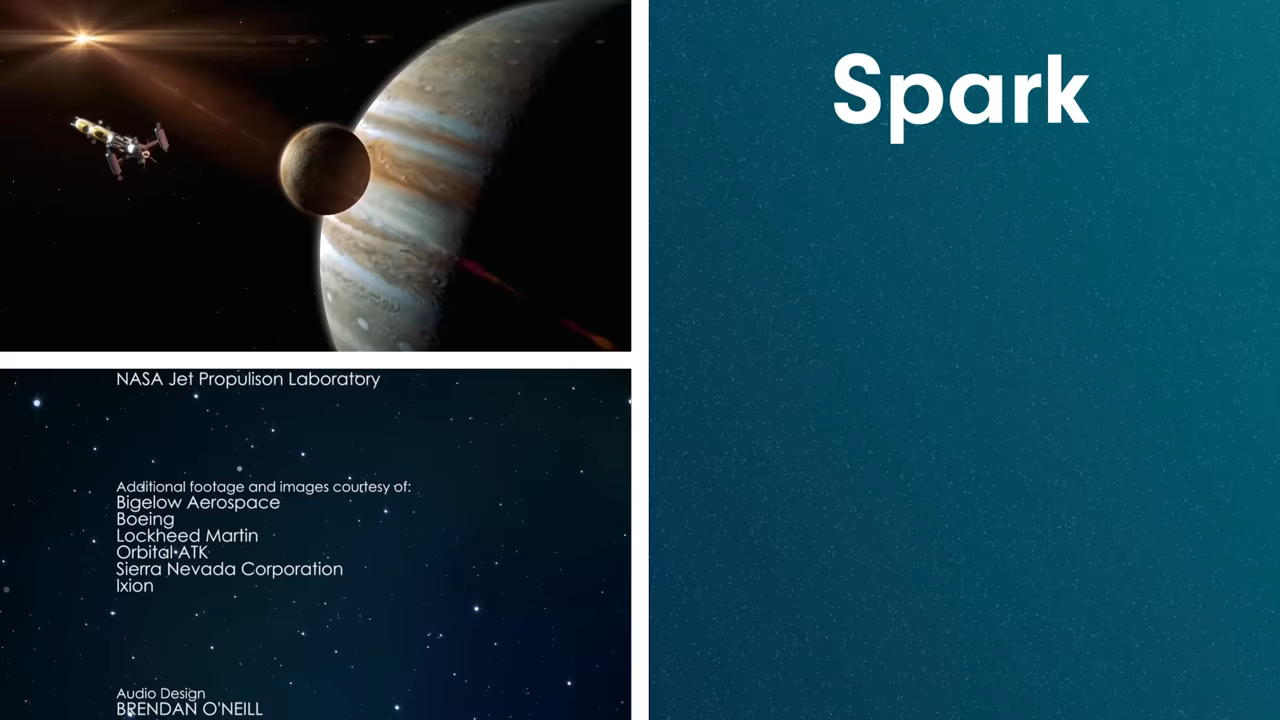 NASA Jet Propulison Laboratory
Additional footage and images courtesy of:
Bigelow Aerospace
Boeing
Lockheed Martin
Orbital ATK
Sierra Nevada Corporation
Ixion
Audio Design
BRENDAN O'NEILL
Spark